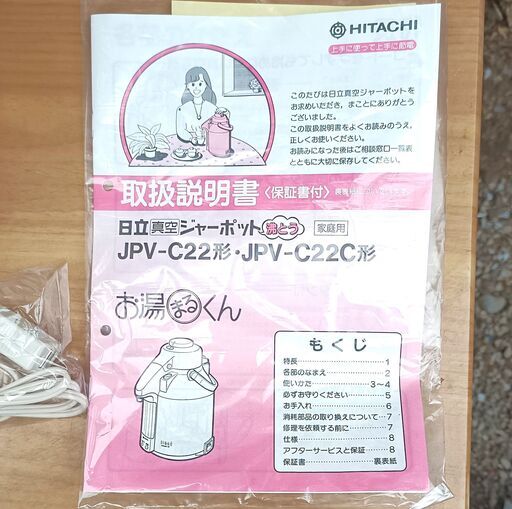 HITACHI
上手に使って上手に節電
このたびは日立真空ジャーポットを
お求めいただき，まことにありがとう
ございました。
この取扱説明書をよくお読みのうえ，
正しくお使いください。
お読みになった後はご相談窓口一覧表
とともに大切に保存してください。
取扱説明書〈保証書付〉
日立真空ジャーポット沸とう 家庭用
JPV-C22形・JPV-C22C形
お湯まるくん
もくじ
特長……………1
各部のなまえ……………2
使いかた……………3～4
必ずお守りください……………5
お手入れ……………6
消耗部品の取り換えについて……7
修理を依頼する前に……………7
仕様……………8
アフターサービスと保証……8
保証書……………裏表紙